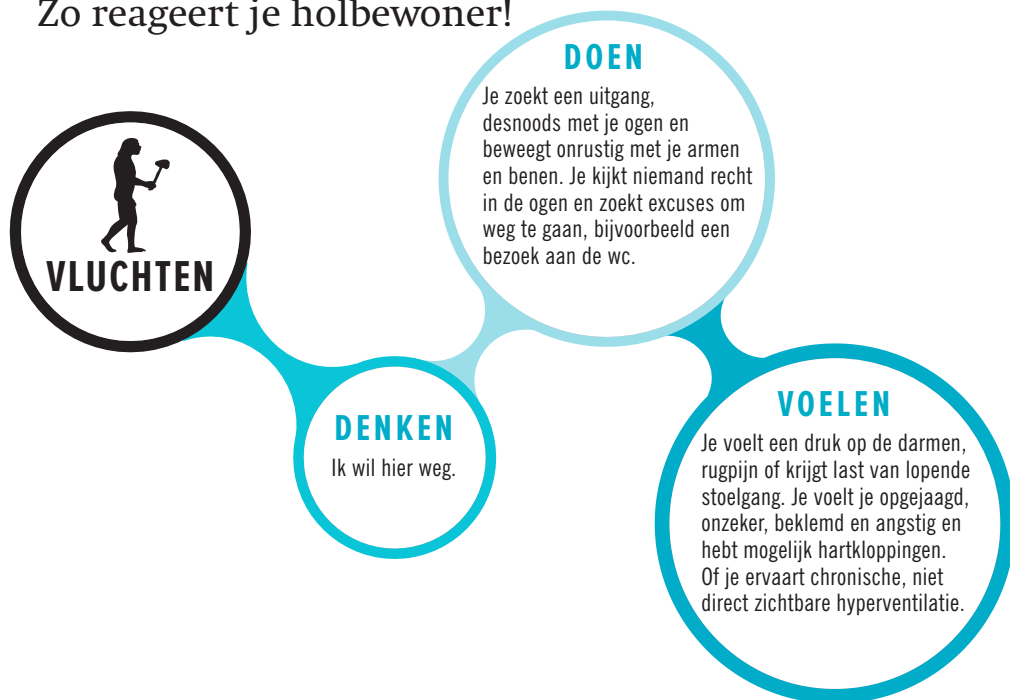 Zo reageert je holbewoner!
VLUCHTEN
DENKEN
Ik wil hier weg.
DOEN
Je zoekt een uitgang,
desnoods met je ogen en
beweegt onrustig met je armen
en benen. Je kijkt niemand recht
in de ogen en zoekt excuses om
weg te gaan, bijvoorbeeld een
bezoek aan de wc.
VOELEN
Je voelt een druk op de darmen,
rugpijn of krijgt last van lopende
stoelgang. Je voelt je opgejaagd,
onzeker, beklemd en angstig en
hebt mogelijk hartkloppingen.
Of je ervaart chronische, niet
direct zichtbare hyperventilatie.